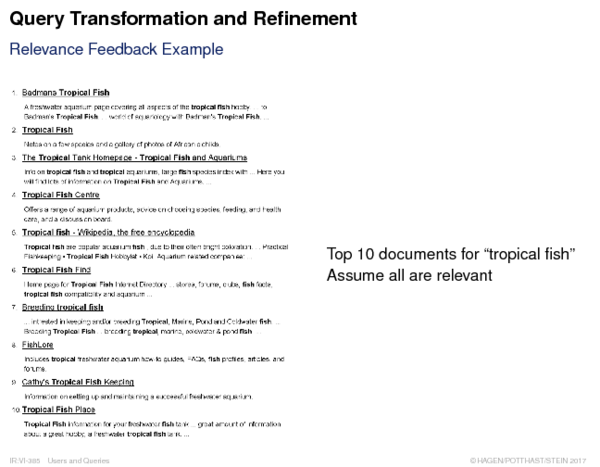 Query Transformation and Refinement
Relevance Feedback Example
1. Badmans Tropical Fish
A freshwater aquarium page covering all aspects of the tropical fish hobby. ... to
Badman's Tropical Fish. ... world of aquariology with Badman's Tropical Fish. ...
2. Tropical Fish
Notes on a few species and a gallery of photos of African cichlids.
3. The Tropical Tank Homepage - Tropical Fish and Aquariums
Info on tropical fish and tropical aquariums, large fish species index with ... Here you
will find lots of information on Tropical Fish and Aquariums. ...
4. Tropical Fish Centre
Offers a range of aquarium products, advice on choosing species, feeding, and health
care, and a discussion board.
5. Tropical fish - Wikipedia, the free encyclopedia
Tropical fish are popular aquarium fish, due to their often bright coloration. ... Practical
Fishkeeping • Tropical Fish Hobbyist • Koi. Aquarium related companies: ...
6. Tropical Fish Find
Home page for Tropical Fish Internet Directory ... stores, forums, clubs, fish facts,
tropical fish compatibility and aquarium ...
7. Breeding tropical fish
... intrested in keeping and/or breeding Tropical, Marine, Pond and Coldwater fish. ...
Breeding Tropical Fish ... breeding tropical, marine, coldwater & pond fish. ...
8. FishLore
Includes tropical freshwater aquarium how-to guides, FAQs, fish profiles, articles, and
forums.
9. Cathy's Tropical Fish Keeping
Information on setting up and maintaining a successful freshwater aquarium.
10. Tropical Fish Place
Tropical Fish information for your freshwater fish tank ... great amount of information
about a great hobby, a freshwater tropical fish tank. ...
Top 10 documents for "tropical fish"
Assume all are relevant
IR:VI-365 Users and Queries
© HAGEN/POTTHAST/STEIN 2017